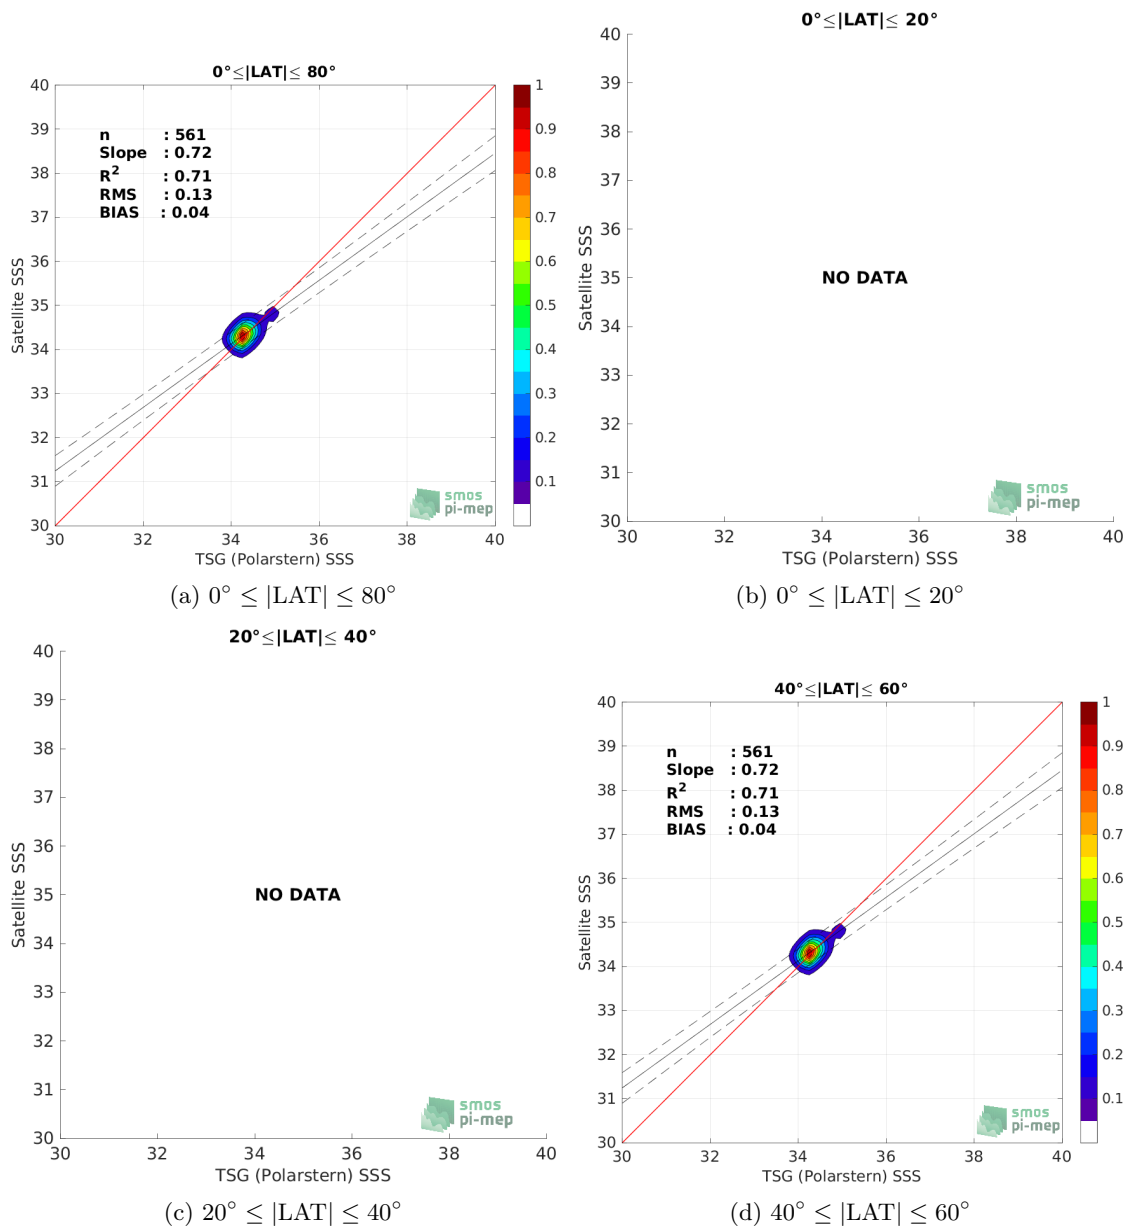 0°≤|LAT|≤ 80°
40
39
38
37
36
35
34
33
32
31
30
Satellite SSS
n : 561
Slope : 0.72
R² : 0.71
RMS : 0.13
BIAS : 0.04
smos
pi-mep
30 32 34 36 38 40
TSG (Polarstern) SSS
1
0.9
0.8
0.7
0.6
0.5
0.4
0.3
0.2
0.1
(a) 0° ≤ |LAT| ≤ 80°
0°≤|LAT|≤ 20°
40
39
38
37
36
35
34
33
32
31
30
Satellite SSS
NO DATA
smos
pi-mep
30 32 34 36 38 40
TSG (Polarstern) SSS
(b) 0° ≤ |LAT| ≤ 20°
20°≤|LAT|≤ 40°
40
39
38
37
36
35
34
33
32
31
30
Satellite SSS
NO DATA
smos
pi-mep
30 32 34 36 38 40
TSG (Polarstern) SSS
(c) 20° ≤ |LAT| ≤ 40°
40°≤|LAT|≤ 60°
40
39
38
37
36
35
34
33
32
31
30
Satellite SSS
n : 561
Slope : 0.72
R² : 0.71
RMS : 0.13
BIAS : 0.04
smos
pi-mep
30 32 34 36 38 40
TSG (Polarstern) SSS
1
0.9
0.8
0.7
0.6
0.5
0.4
0.3
0.2
0.1
(d) 40° ≤ |LAT| ≤ 60°